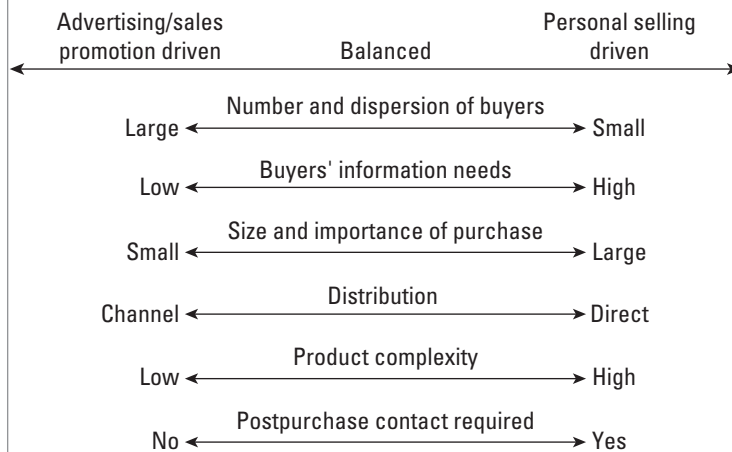 Advertising/sales promotion driven
Balanced
Personal selling driven
Number and dispersion of buyers
Large
Small
Buyers' information needs
Low
High
Size and importance of purchase
Small
Large
Distribution
Channel
Direct
Product complexity
Low
High
Postpurchase contact required
No
Yes